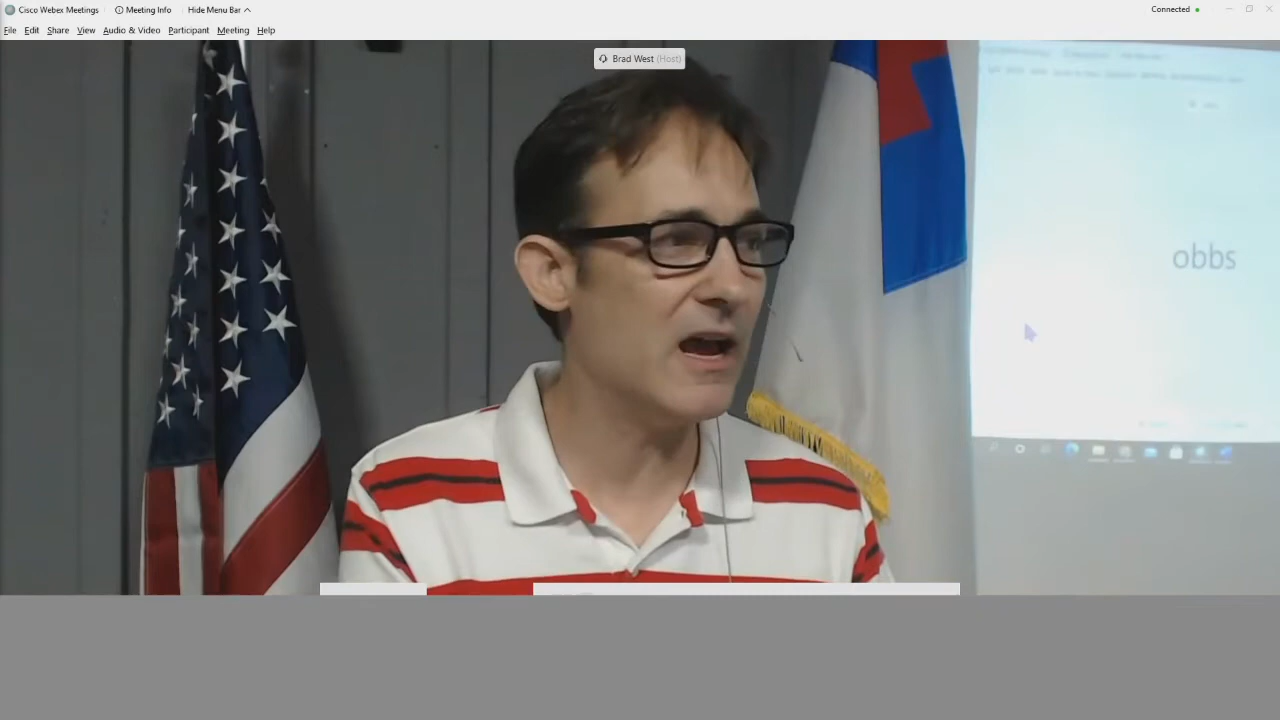 Cisco Webex Meetings Meeting Info Hide Menu Bar Connected
File Edit Share View Audio & Video Participant Meeting Help
Brad West (Host)
obbs